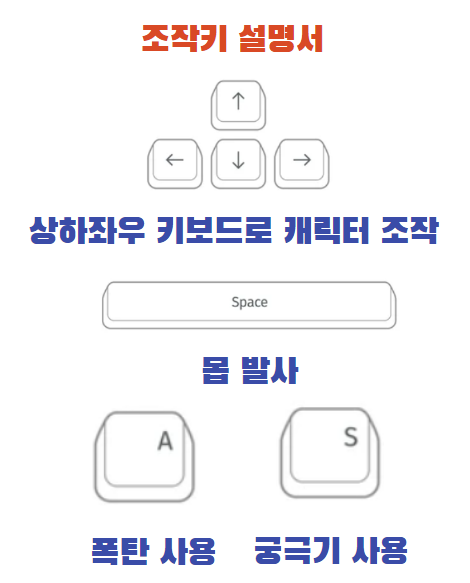 조작키 설명서
↑
← ↓ →
상하좌우 키보드로 캐릭터 조작
Space
몹 발사
A S
폭탄 사용 궁극기 사용